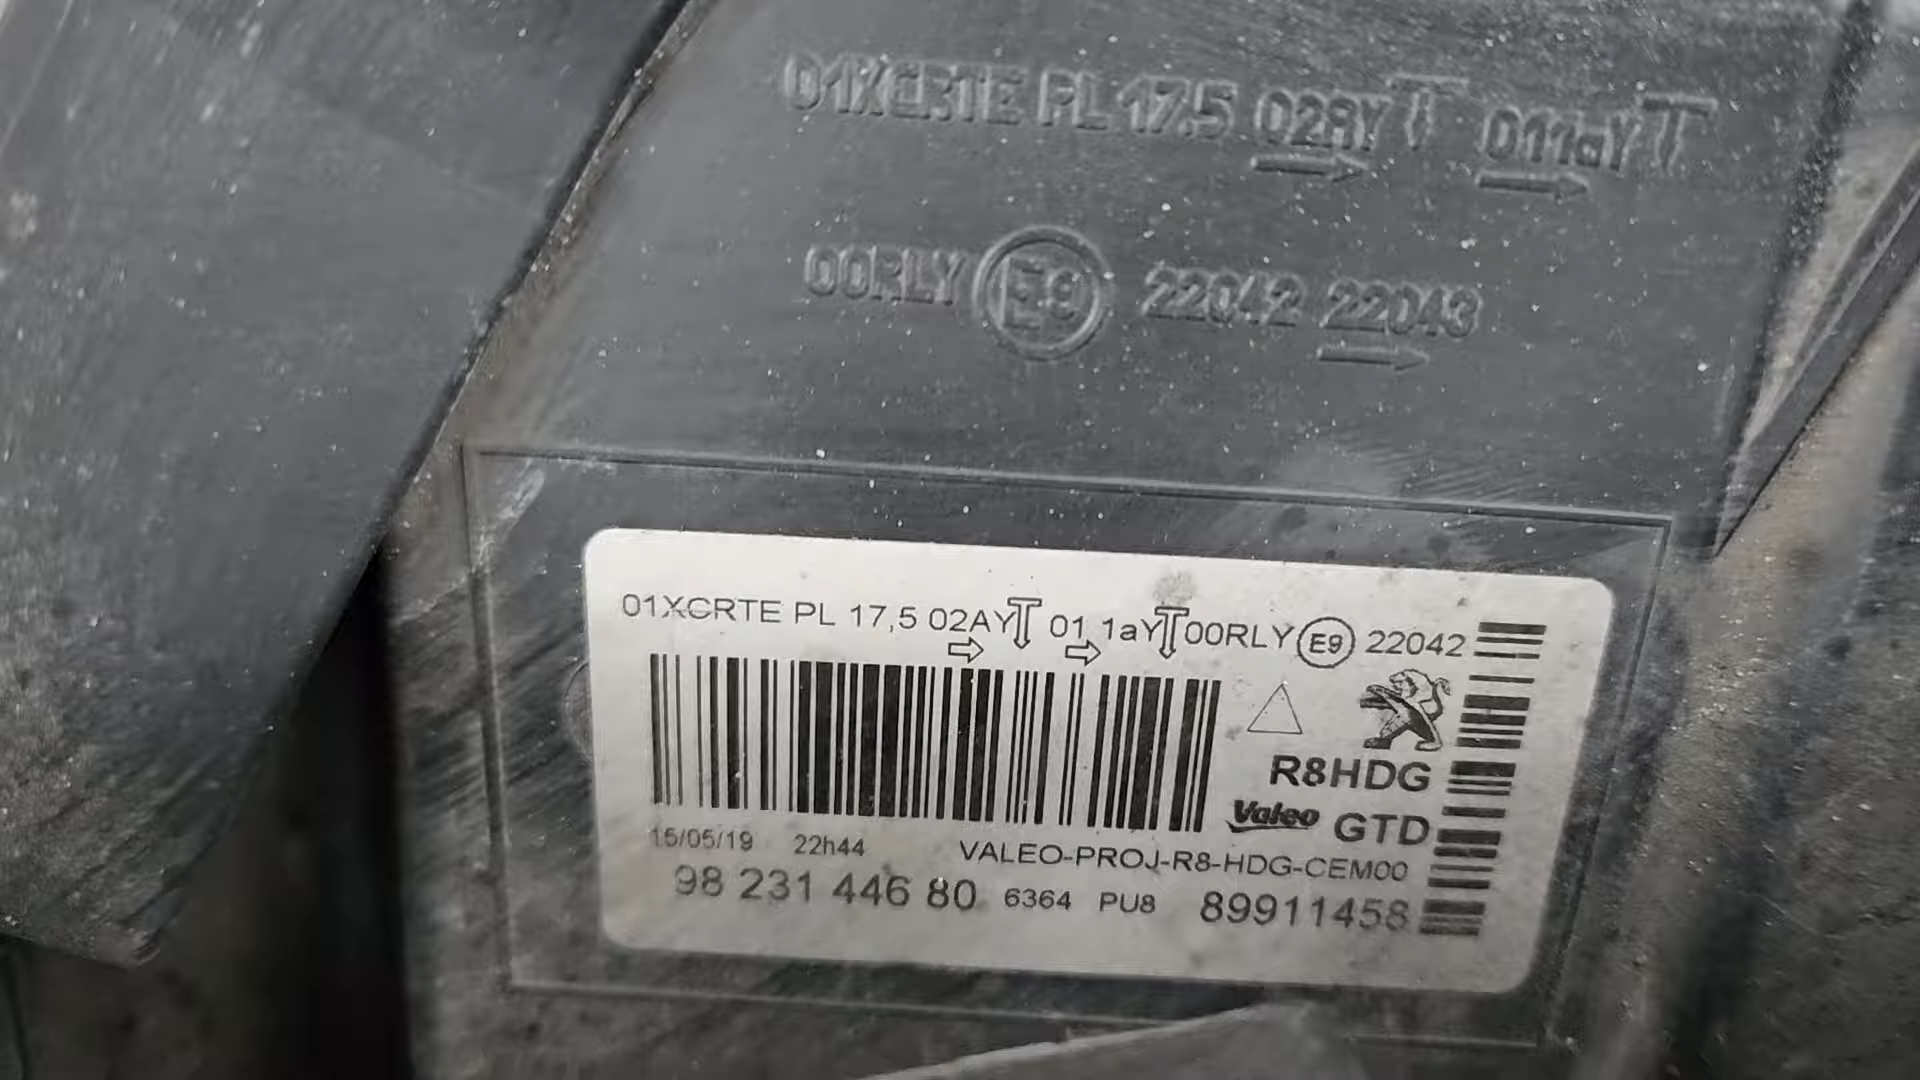 01XCRTE PL 17.5 02AY 011aY
00RLY E9 22042 22043
01XCRTE PL 17,5 02AY 01 1aY 00RLY E9 22042
R8HDG
Valeo GTD
15/05/19 22h44 VALEO-PROJ-R8-HDG-CEM00
98 231 446 80 6364 PU8 89911458